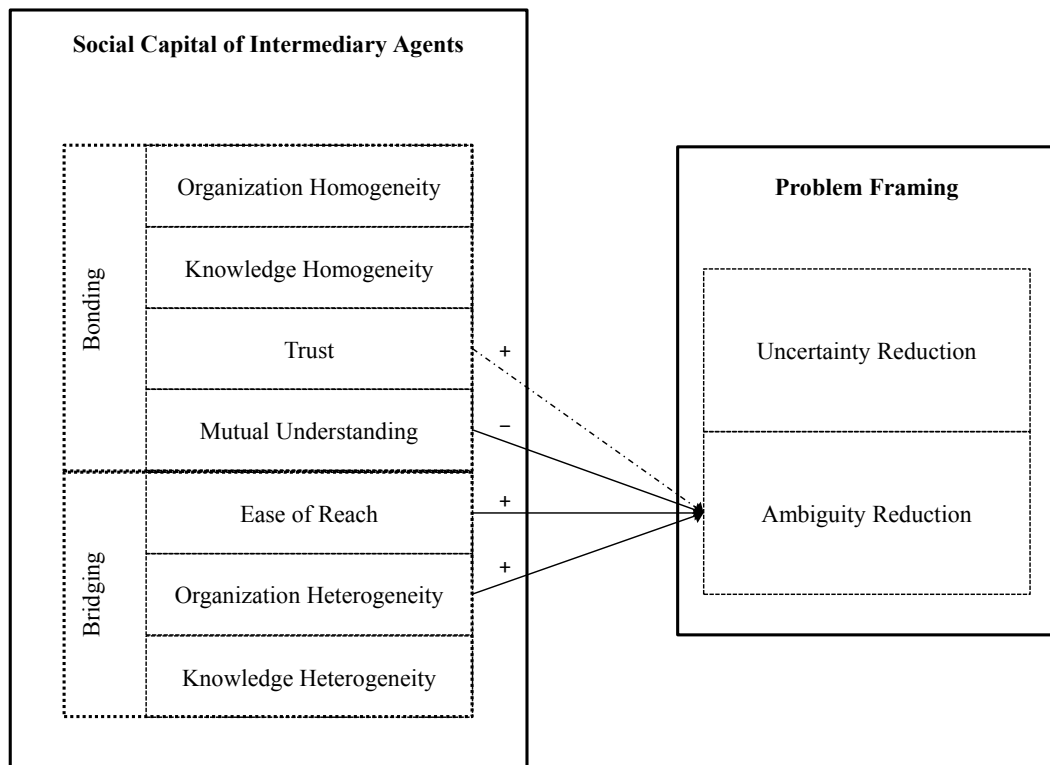 Social Capital of Intermediary Agents
Bonding
Organization Homogeneity
Knowledge Homogeneity
Trust
Mutual Understanding
Bridging
Ease of Reach
Organization Heterogeneity
Knowledge Heterogeneity
+
−
+
+
Problem Framing
Uncertainty Reduction
Ambiguity Reduction